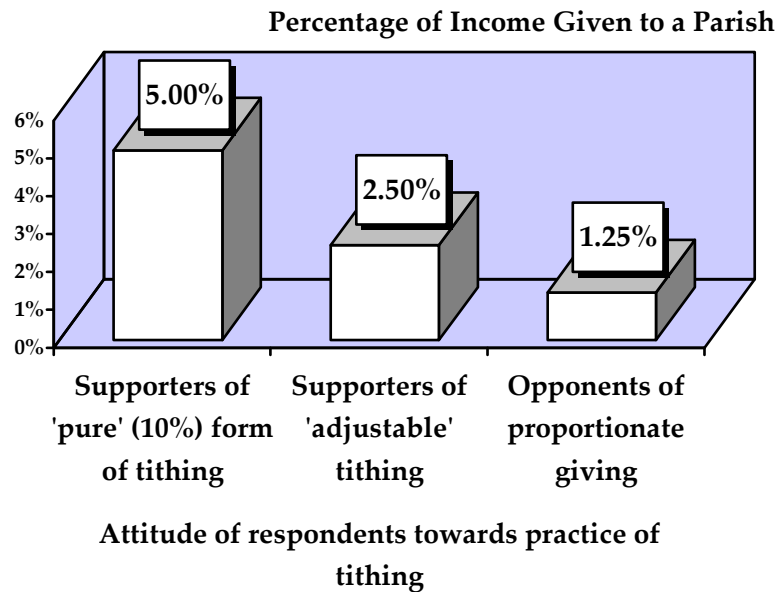 Percentage of Income Given to a Parish
5.00%
2.50%
1.25%
6%
5%
4%
3%
2%
1%
0%
Supporters of
'pure' (10%) form
of tithing
Supporters of
'adjustable'
tithing
Opponents of
proportionate
giving
Attitude of respondents towards practice of
tithing